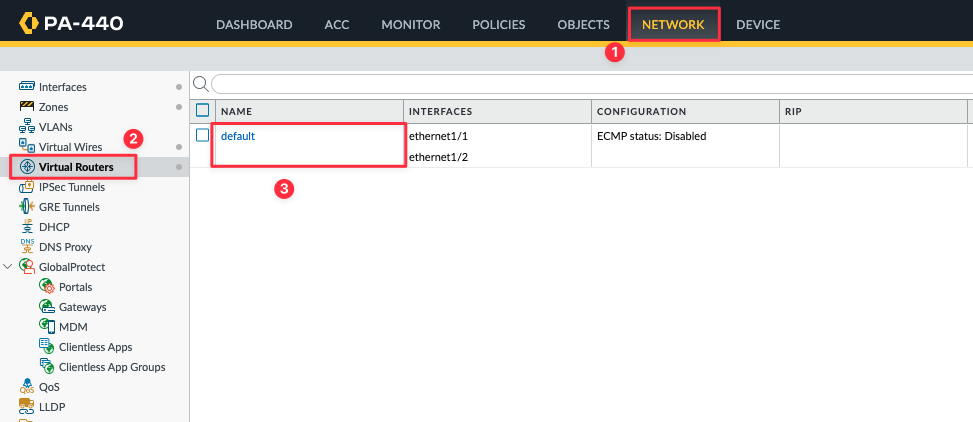 PA-440
DASHBOARD ACC MONITOR POLICIES OBJECTS NETWORK DEVICE
1
Interfaces
Zones
VLANs
Virtual Wires
2
Virtual Routers
IPSec Tunnels
GRE Tunnels
DHCP
DNS Proxy
GlobalProtect
Portals
Gateways
MDM
Clientless Apps
Clientless App Groups
QoS
LLDP
NAME INTERFACES CONFIGURATION RIP
default ethernet1/1 ECMP status: Disabled
ethernet1/2
3